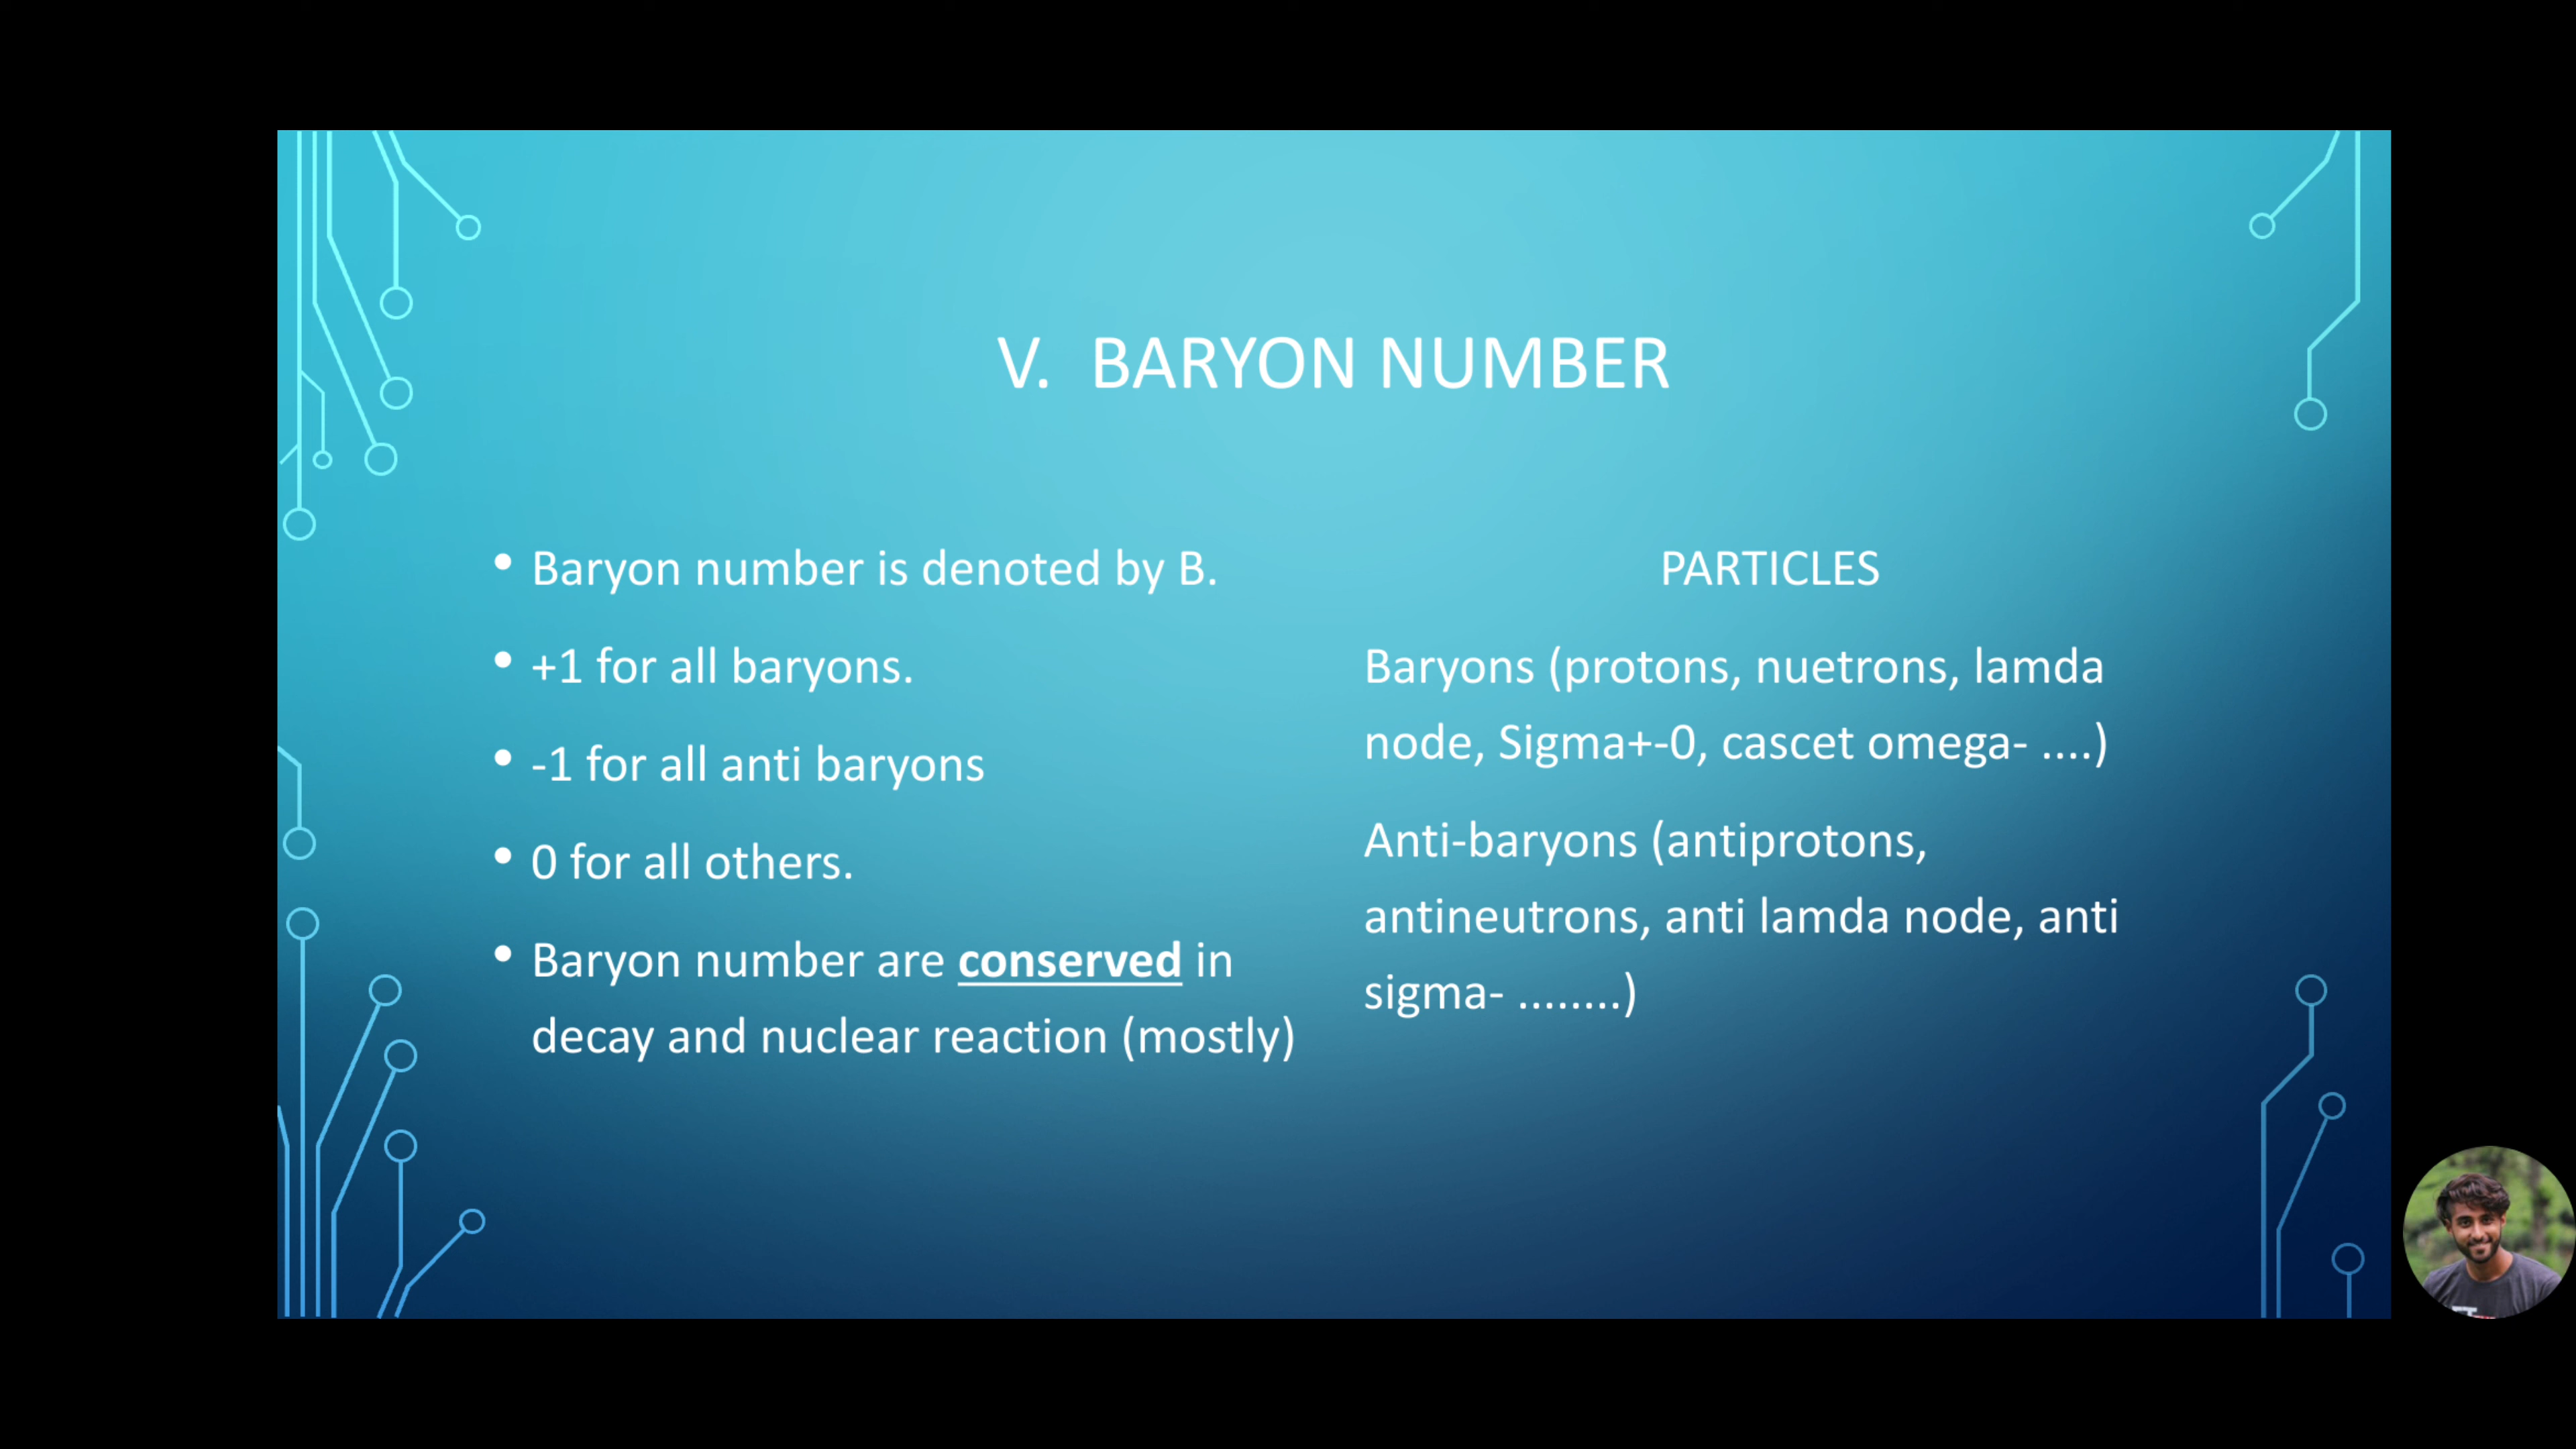 V. BARYON NUMBER
• Baryon number is denoted by B.
• +1 for all baryons.
• -1 for all anti baryons
• 0 for all others.
• Baryon number are conserved in
decay and nuclear reaction (mostly)
PARTICLES
Baryons (protons, nuetrons, lamda
node, Sigma+-0, cascet omega- ....)
Anti-baryons (antiprotons,
antineutrons, anti lamda node, anti
sigma- ........)